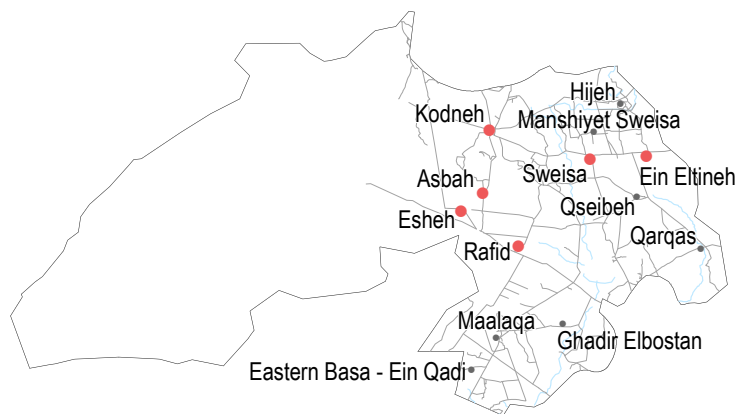 Hijeh
Kodneh
Manshiyet Sweisa
Asbah
Sweisa
Ein Eltineh
Esheh
Qseibeh
Rafid
Qarqas
Maalaqa
Ghadir Elbostan
Eastern Basa - Ein Qadi